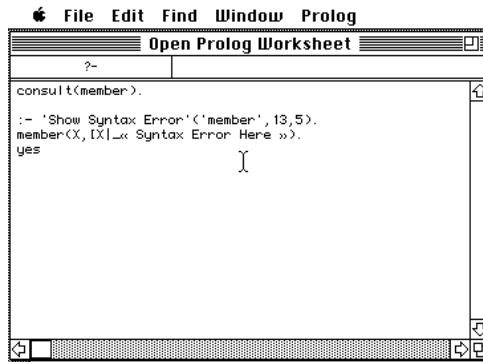 File Edit Find Window Prolog
Open Prolog Worksheet
?-
consult(member).
:- 'Show Syntax Error'('member',13,5).
member(X,[X|_« Syntax Error Here »).
yes